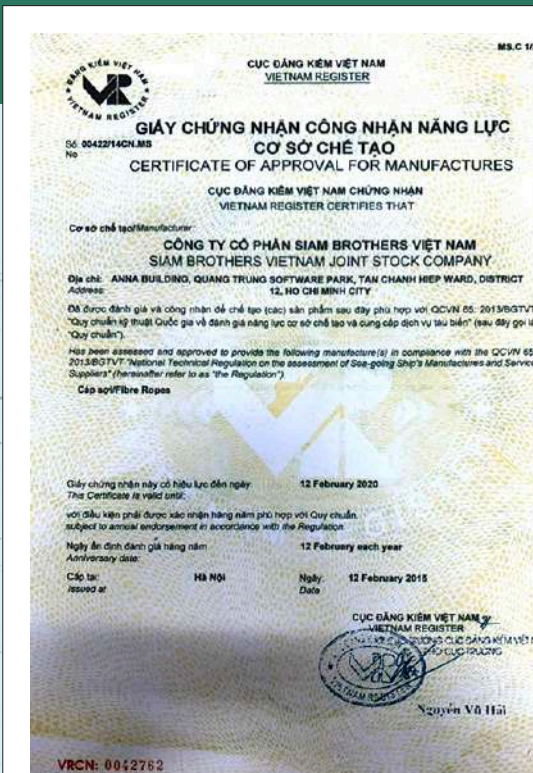 MS.C 1/
ĐĂNG KIỂM VIỆT NAM
VR
VIETNAM REGISTER
CỤC ĐĂNG KIỂM VIỆT NAM
VIETNAM REGISTER
GIẤY CHỨNG NHẬN CÔNG NHẬN NĂNG LỰC
Số: 00422/14CN.MS
No
CƠ SỞ CHẾ TẠO
CERTIFICATE OF APPROVAL FOR MANUFACTURES
CỤC ĐĂNG KIỂM VIỆT NAM CHỨNG NHẬN
VIETNAM REGISTER CERTIFIES THAT
Cơ sở chế tạo/Manufacturer:
CÔNG TY CỔ PHẦN SIAM BROTHERS VIỆT NAM
SIAM BROTHERS VIETNAM JOINT STOCK COMPANY
Địa chỉ: ANNA BUILDING, QUANG TRUNG SOFTWARE PARK, TAN CHANH HIEP WARD, DISTRICT
Address: 12, HO CHI MINH CITY
Đã được đánh giá và công nhận để chế tạo (các) sản phẩm sau đây phù hợp với QCVN 65: 2013/BGTVT
"Quy chuẩn kỹ thuật Quốc gia về đánh giá năng lực cơ sở chế tạo và cung cấp dịch vụ tàu biển" (sau đây gọi là
"Quy chuẩn").
Has been assessed and approved to provide the following manufacture(s) in compliance with the QCVN 65
2013/BGTVT "National Technical Regulation on the assessment of Sea-going Ship's Manufactures and Service
Suppliers" (hereinafter refer to as "the Regulation")
Cáp sợi/Fibre Ropes
Giấy chứng nhận này có hiệu lực đến ngày 12 February 2020
This Certificate is valid until:
với điều kiện phải được xác nhận hàng năm phù hợp với Quy chuẩn.
subject to annual endorsement in accordance with the Regulation.
Ngày ấn định đánh giá hàng năm 12 February each year
Anniversary date:
Cấp tại: Hà Nội Ngày: 12 February 2015
Issued at Date
CỤC ĐĂNG KIỂM VIỆT NAM
VIETNAM REGISTER
PHÓ CỤC TRƯỞNG
VR
VIETNAM REGISTER
Nguyễn Vũ Hải
VRCN: 0042762